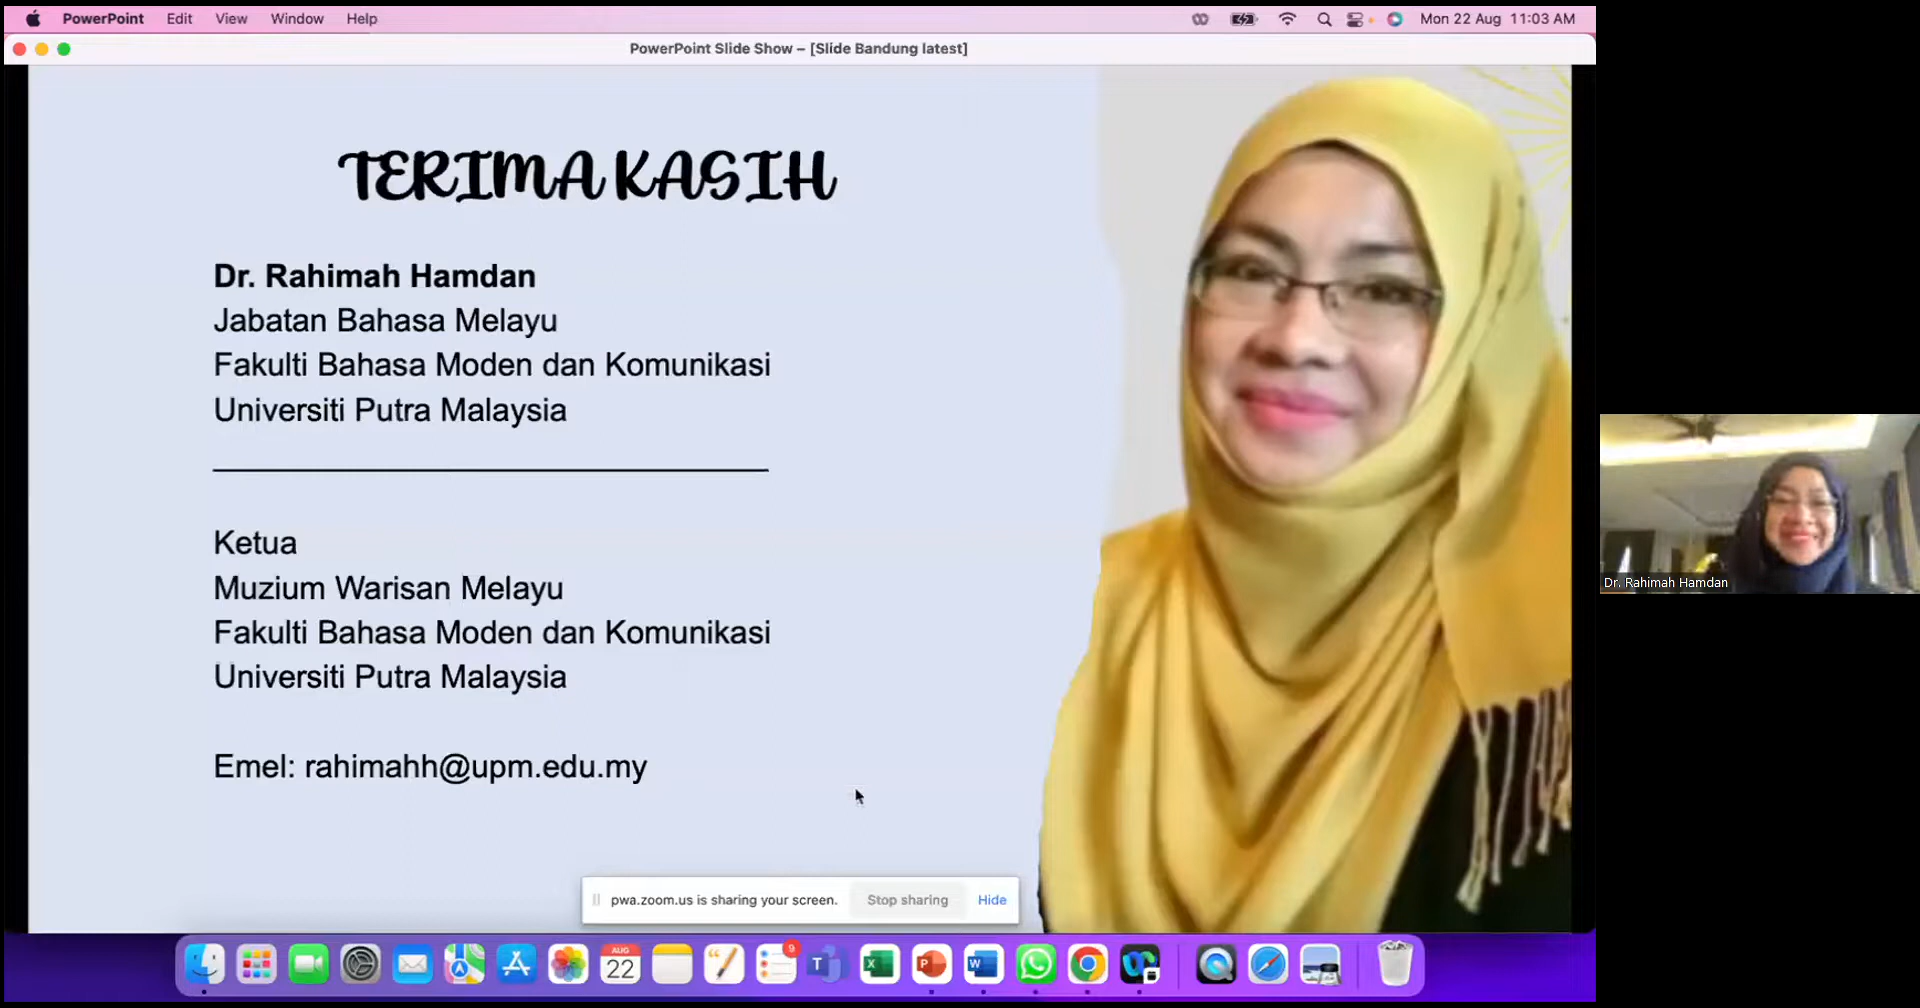 PowerPoint Edit View Window Help
Mon 22 Aug 11:03 AM
PowerPoint Slide Show – [Slide Bandung latest]
TERIMA KASIH
Dr. Rahimah Hamdan
Jabatan Bahasa Melayu
Fakulti Bahasa Moden dan Komunikasi
Universiti Putra Malaysia
Ketua
Muzium Warisan Melayu
Fakulti Bahasa Moden dan Komunikasi
Universiti Putra Malaysia
Emel: rahimahh@upm.edu.my
Dr. Rahimah Hamdan
pwa.zoom.us is sharing your screen. Stop sharing Hide
AUG
22
9
T
X
P
W